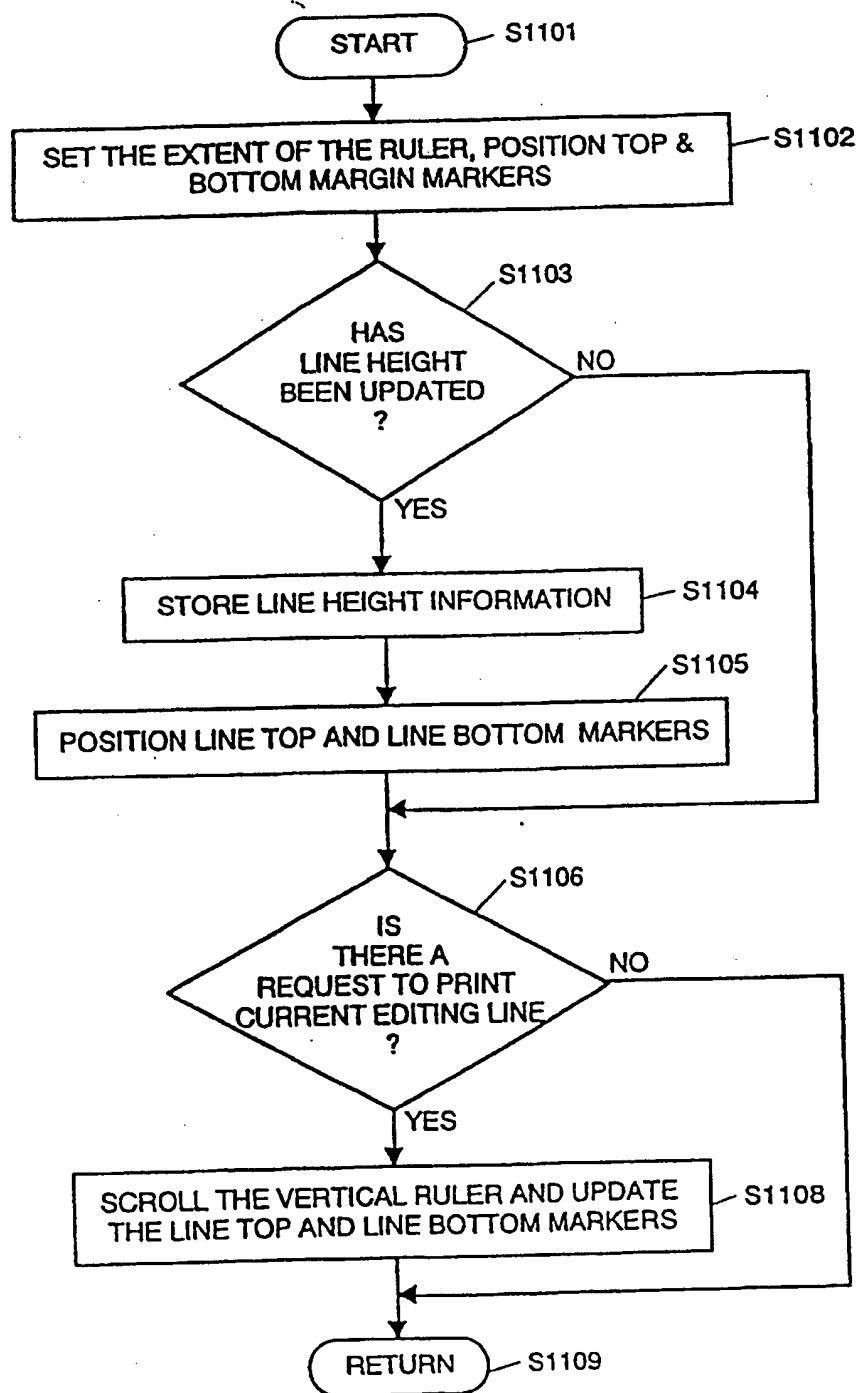 START
S1101
SET THE EXTENT OF THE RULER, POSITION TOP &
BOTTOM MARGIN MARKERS
S1102
S1103
HAS
LINE HEIGHT
BEEN UPDATED
?
NO
YES
STORE LINE HEIGHT INFORMATION
S1104
S1105
POSITION LINE TOP AND LINE BOTTOM MARKERS
S1106
IS
THERE A
REQUEST TO PRINT
CURRENT EDITING LINE
?
NO
YES
SCROLL THE VERTICAL RULER AND UPDATE
THE LINE TOP AND LINE BOTTOM MARKERS
S1108
RETURN
S1109